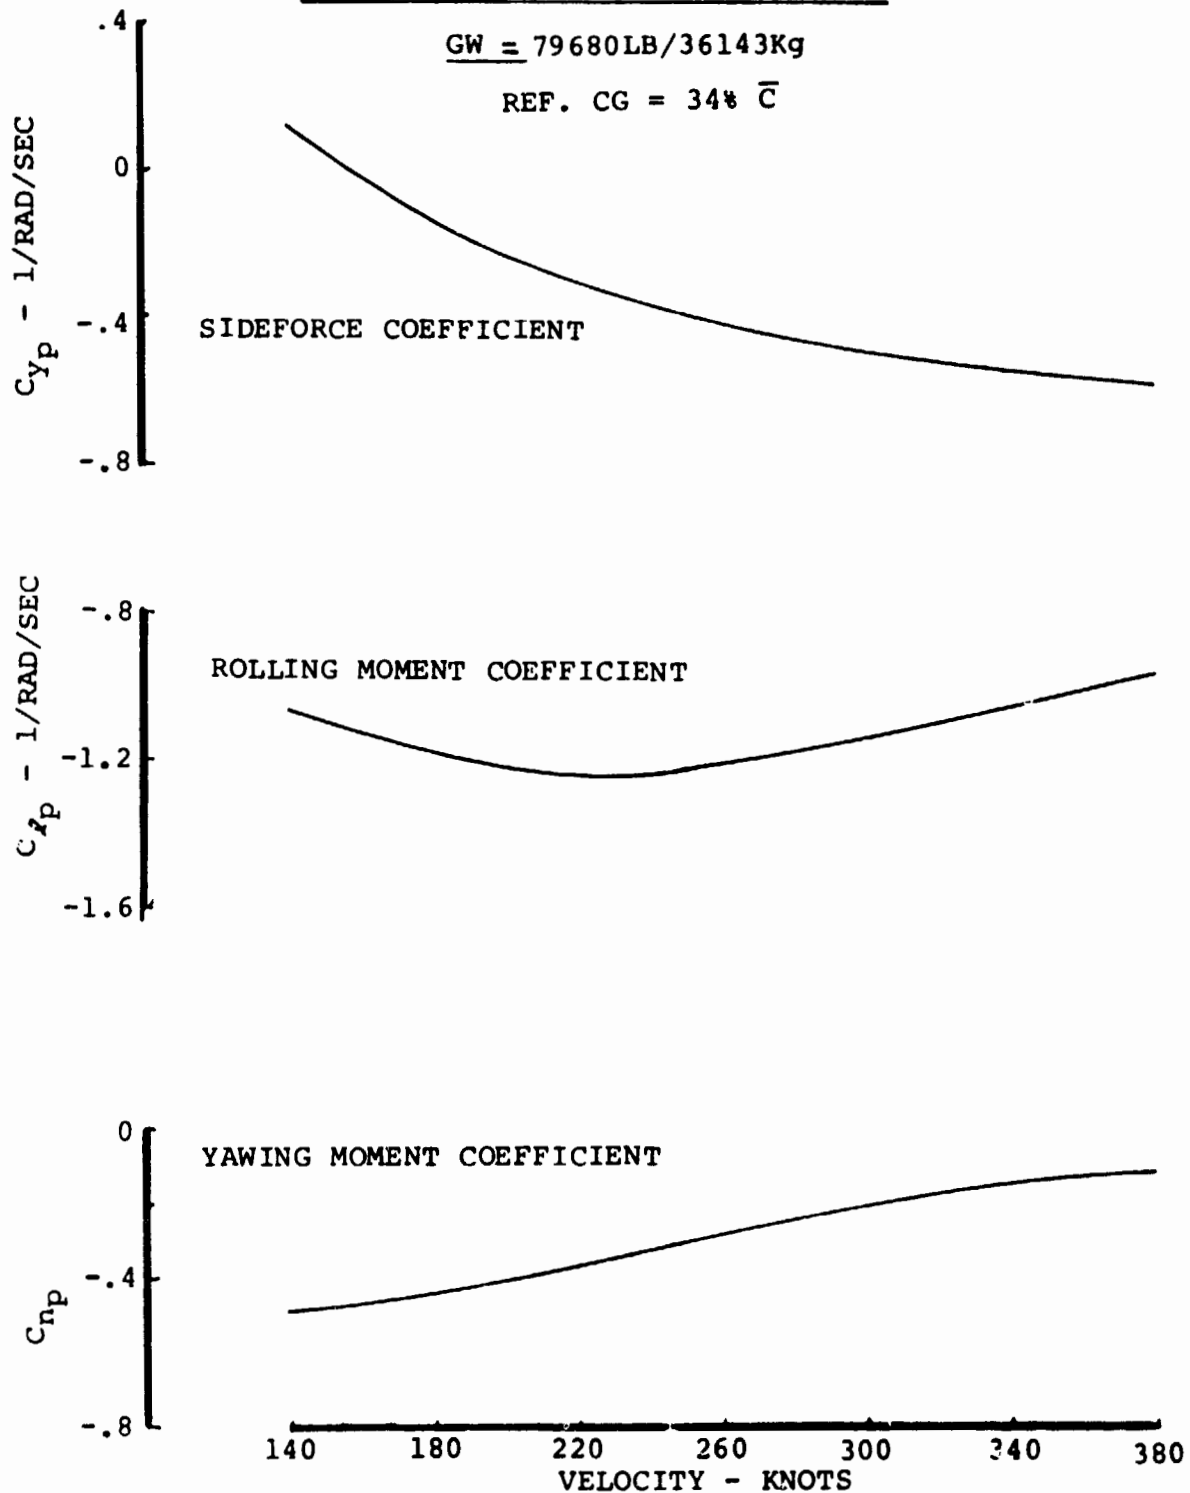 GW = 79680LB/36143Kg
REF. CG = 34% C̅
.4
0
-.4
-.8
Cyp - 1/RAD/SEC
SIDEFORCE COEFFICIENT
-.8
-1.2
-1.6
Cℓp - 1/RAD/SEC
ROLLING MOMENT COEFFICIENT
0
-.4
-.8
Cnp
YAWING MOMENT COEFFICIENT
140 180 220 260 300 340 380
VELOCITY - KNOTS